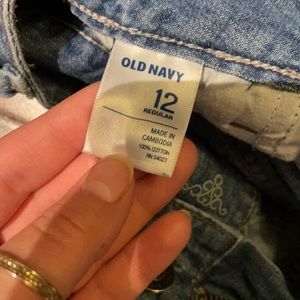 OLD NAVY
12
REGULAR
MADE IN
CAMBODIA
100% COTTON
RN 54023